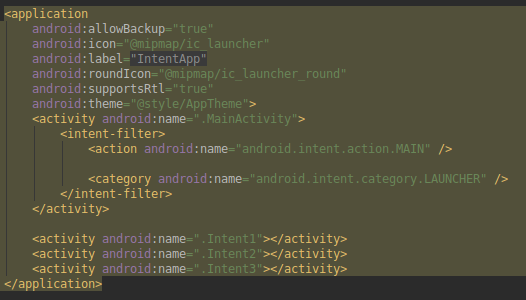 <application
android:allowBackup="true"
android:icon="@mipmap/ic_launcher"
android:label="IntentApp"
android:roundIcon="@mipmap/ic_launcher_round"
android:supportsRtl="true"
android:theme="@style/AppTheme">
<activity android:name=".MainActivity">
<intent-filter>
<action android:name="android.intent.action.MAIN" />
<category android:name="android.intent.category.LAUNCHER" />
</intent-filter>
</activity>
<activity android:name=".Intent1"></activity>
<activity android:name=".Intent2"></activity>
<activity android:name=".Intent3"></activity>
</application>